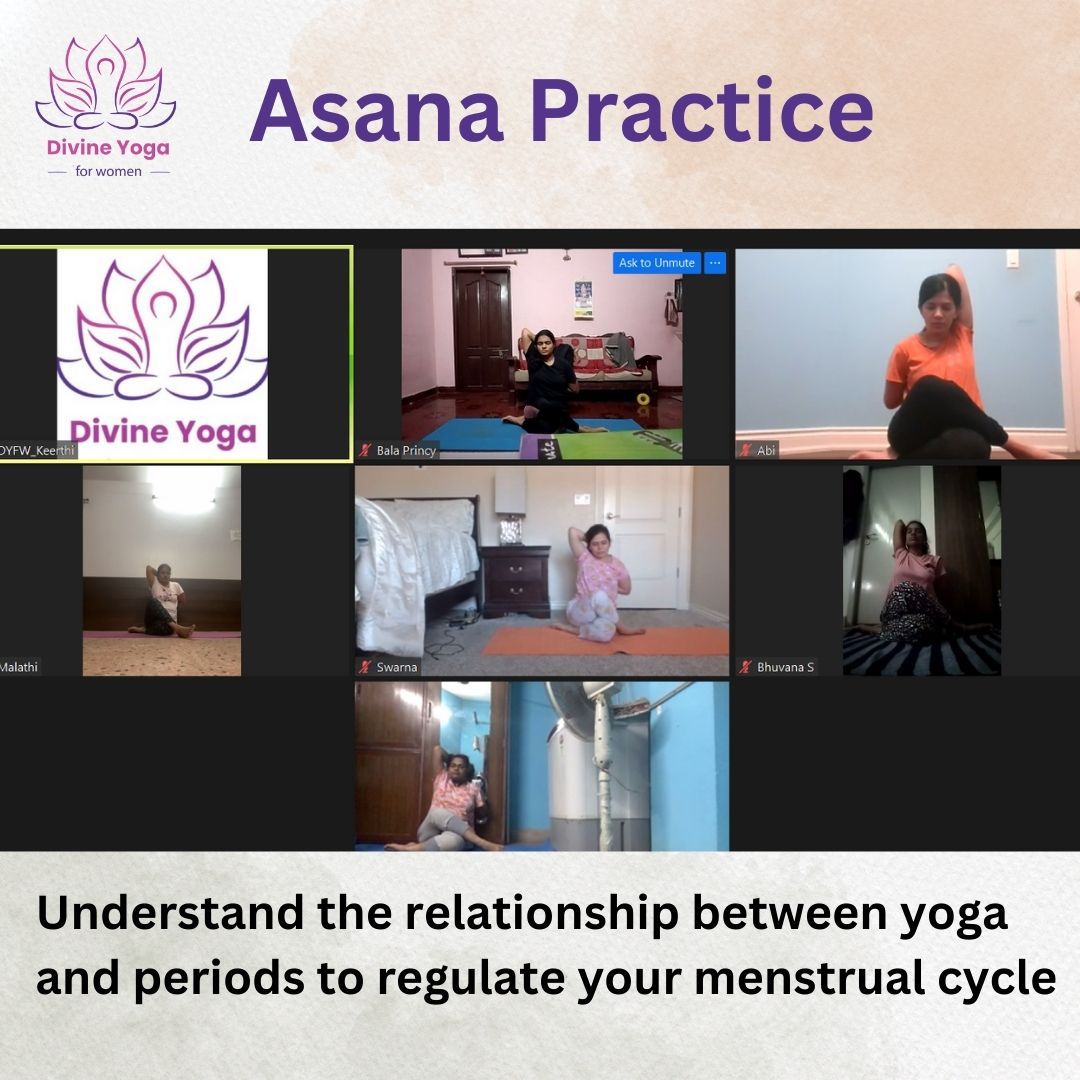 Divine Yoga
for women
Asana Practice
Divine Yoga
DYFW_Keerthi
Ask to Unmute
Bala Princy
Abi
Malathi
Swarna
Bhuvana S
Understand the relationship between yoga
and periods to regulate your menstrual cycle